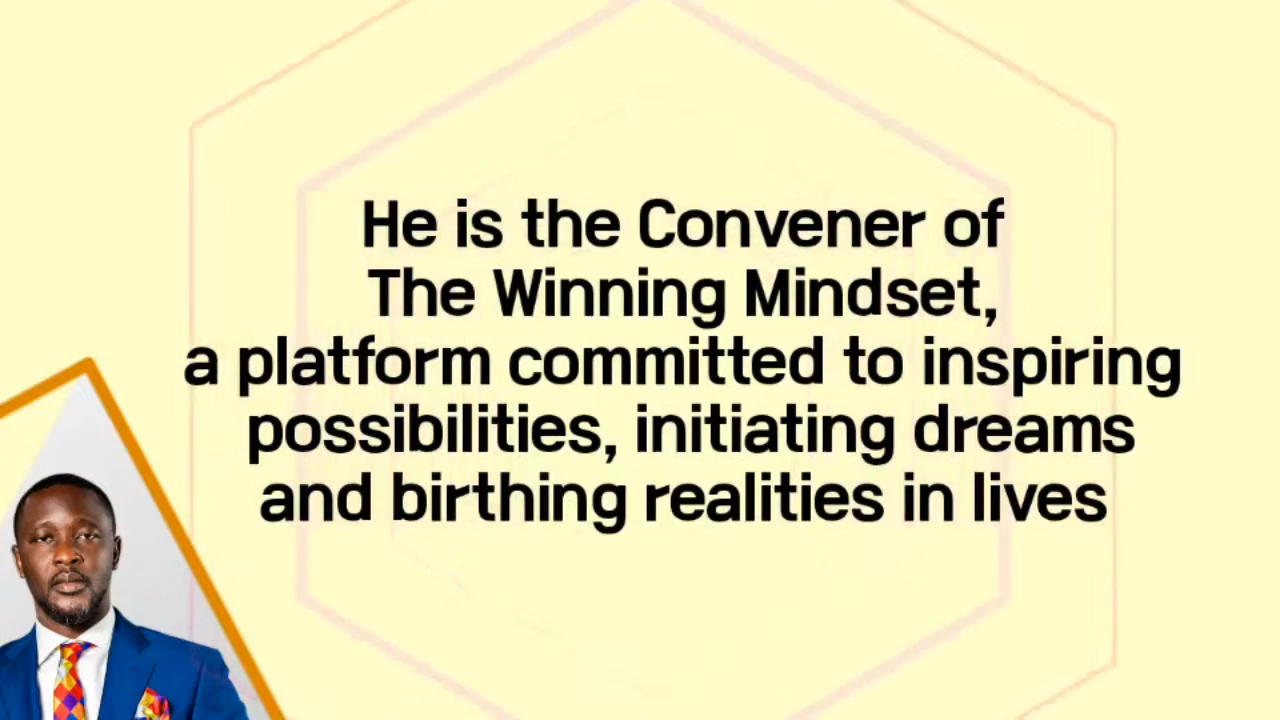 He is the Convener of
The Winning Mindset,
a platform committed to inspiring
possibilities, initiating dreams
and birthing realities in lives